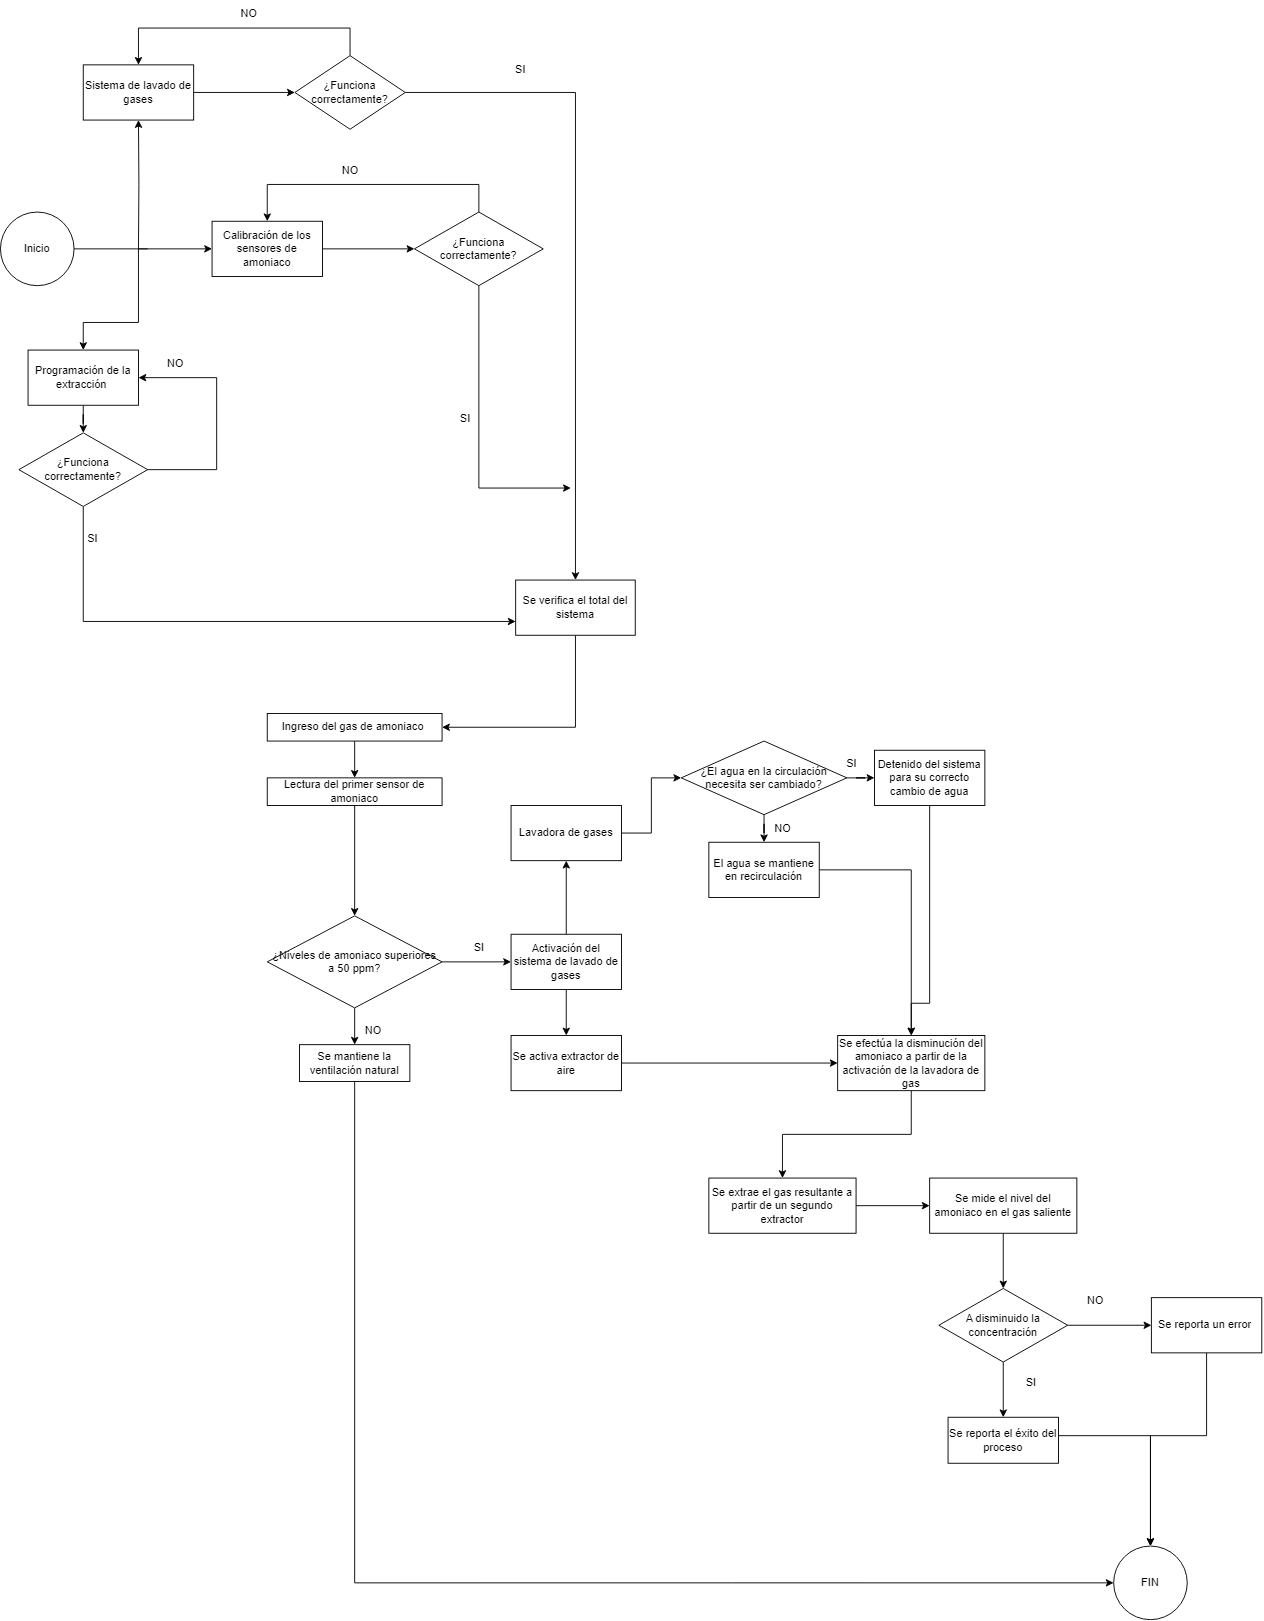 NO
SI
Sistema de lavado de
gases
¿Funciona
correctamente?
NO
Inicio
Calibración de los
sensores de
amoniaco
¿Funciona
correctamente?
Programación de la
extracción
NO
SI
¿Funciona
correctamente?
SI
Se verifica el total del
sistema
Ingreso del gas de amoniaco
Lectura del primer sensor de
amoniaco
¿El agua en la circulación
necesita ser cambiado?
SI
Detenido del sistema
para su correcto
cambio de agua
Lavadora de gases
NO
El agua se mantiene
en recirculación
¿Niveles de amoniaco superiores
a 50 ppm?
SI
Activación del
sistema de lavado de
gases
NO
Se mantiene la
ventilación natural
Se activa extractor de
aire
Se efectúa la disminución del
amoniaco a partir de la
activación de la lavadora de
gas
Se extrae el gas resultante a
partir de un segundo
extractor
Se mide el nivel del
amoniaco en el gas saliente
A disminuido la
concentración
NO
Se reporta un error
SI
Se reporta el éxito del
proceso
FIN